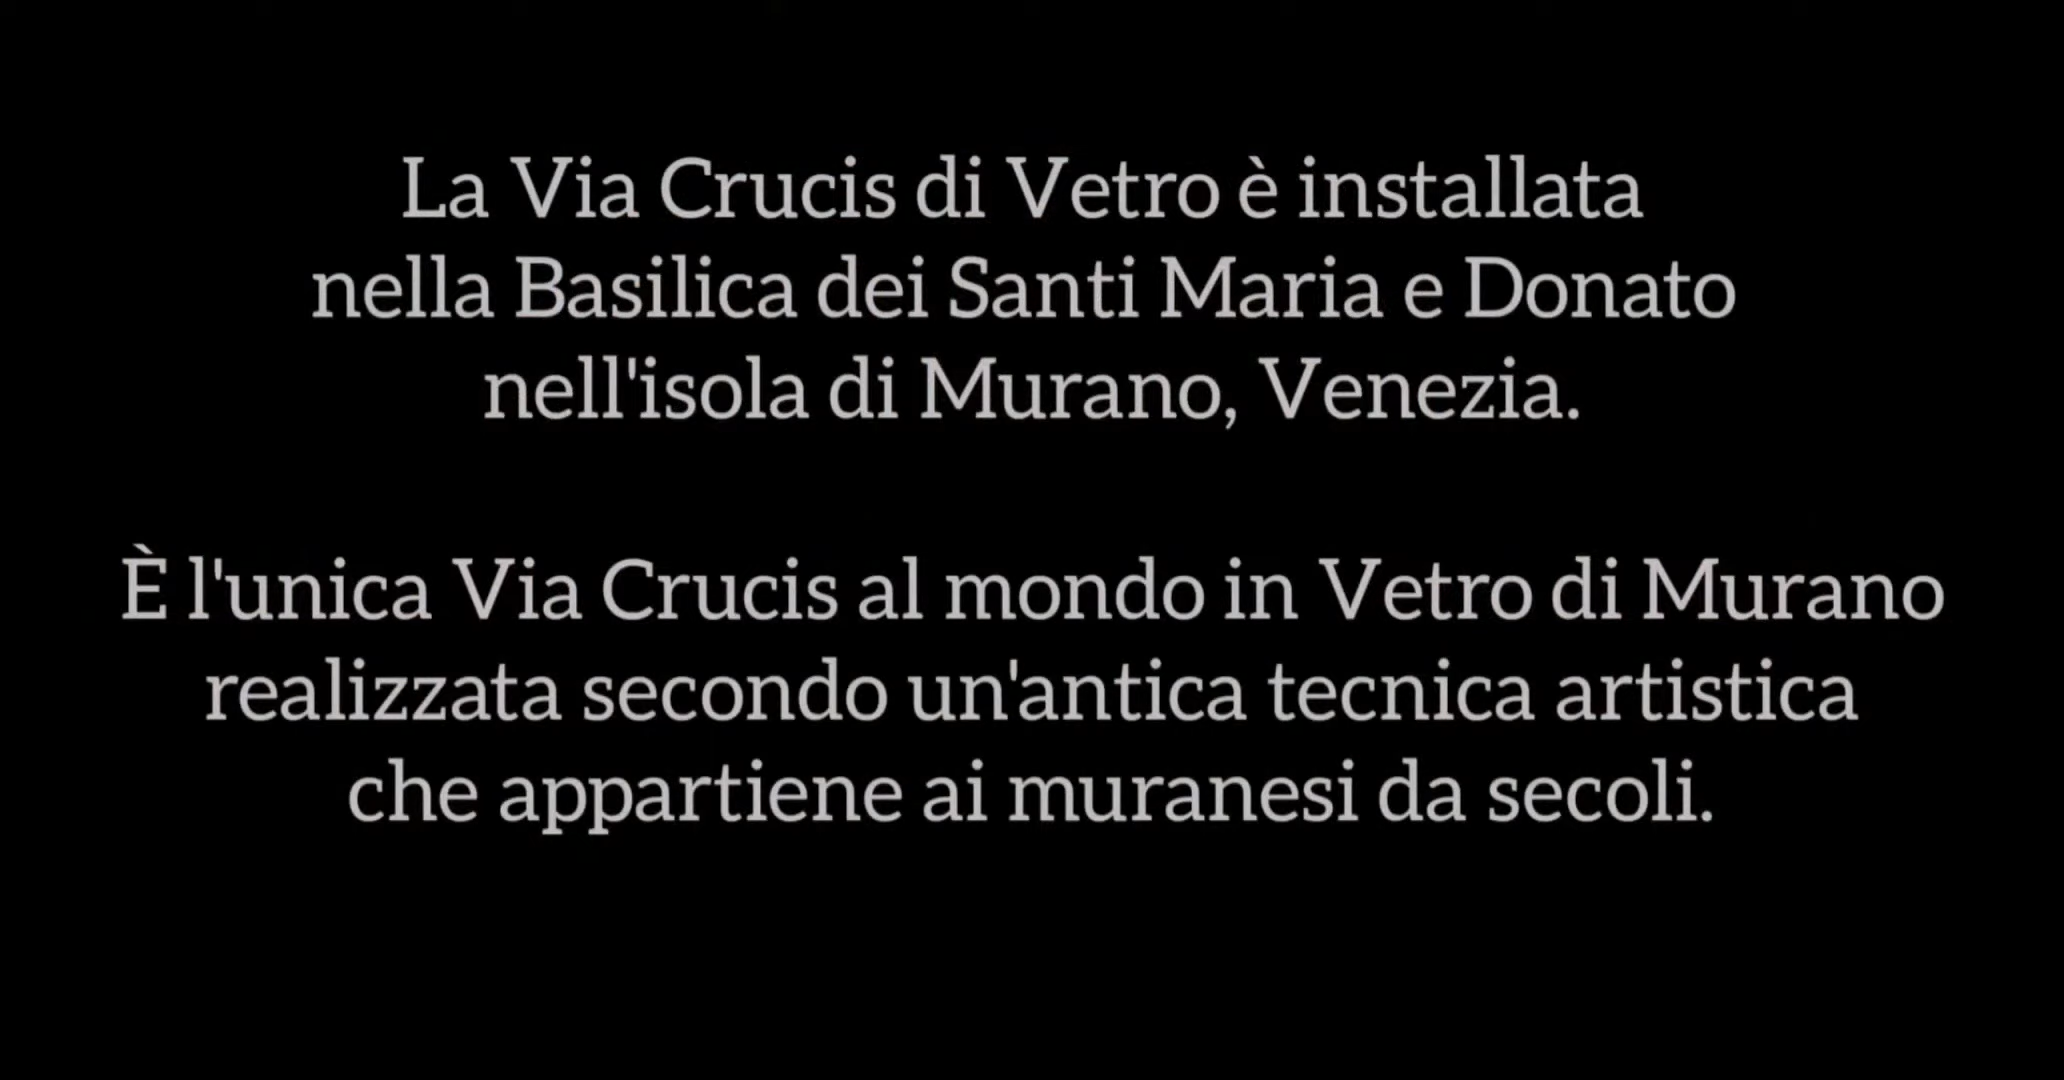 La Via Crucis di Vetro è installata
nella Basilica dei Santi Maria e Donato
nell'isola di Murano, Venezia.
È l'unica Via Crucis al mondo in Vetro di Murano
realizzata secondo un'antica tecnica artistica
che appartiene ai muranesi da secoli.